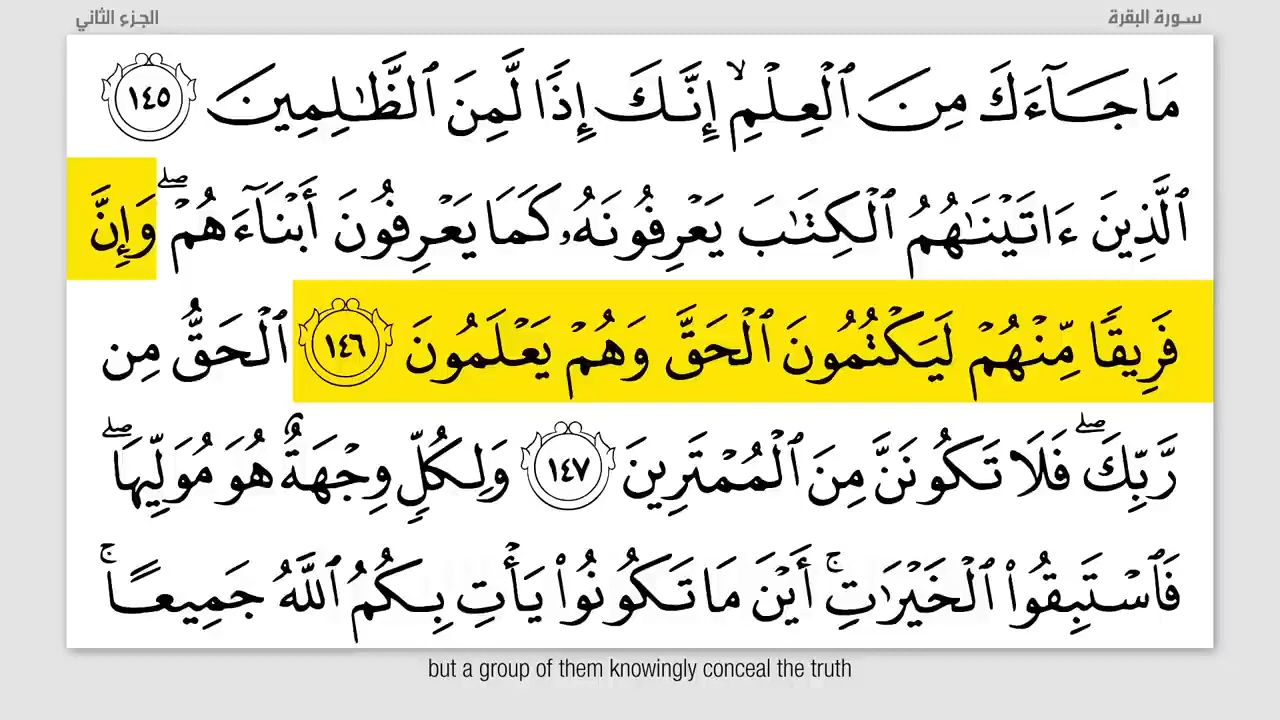 سورة البقرة
الجزء الثاني
مَا جَآءَكَ مِنَ ٱلْعِلْمِ ۙ إِنَّكَ إِذًا لَّمِنَ ٱلظَّـٰلِمِينَ ١٤٥
ٱلَّذِينَ ءَاتَيْنَـٰهُمُ ٱلْكِتَـٰبَ يَعْرِفُونَهُۥ كَمَا يَعْرِفُونَ أَبْنَآءَهُمْ ۖ وَإِنَّ
فَرِيقًا مِّنْهُمْ لَيَكْتُمُونَ ٱلْحَقَّ وَهُمْ يَعْلَمُونَ ١٤٦ ٱلْحَقُّ مِن
رَّبِّكَ ۖ فَلَا تَكُونَنَّ مِنَ ٱلْمُمْتَرِينَ ١٤٧ وَلِكُلٍّ وِجْهَةٌ هُوَ مُوَلِّيهَا ۖ
فَٱسْتَبِقُوا۟ ٱلْخَيْرَٰتِ ۚ أَيْنَ مَا تَكُونُوا۟ يَأْتِ بِكُمُ ٱللَّهُ جَمِيعًا ۚ
but a group of them knowingly conceal the truth